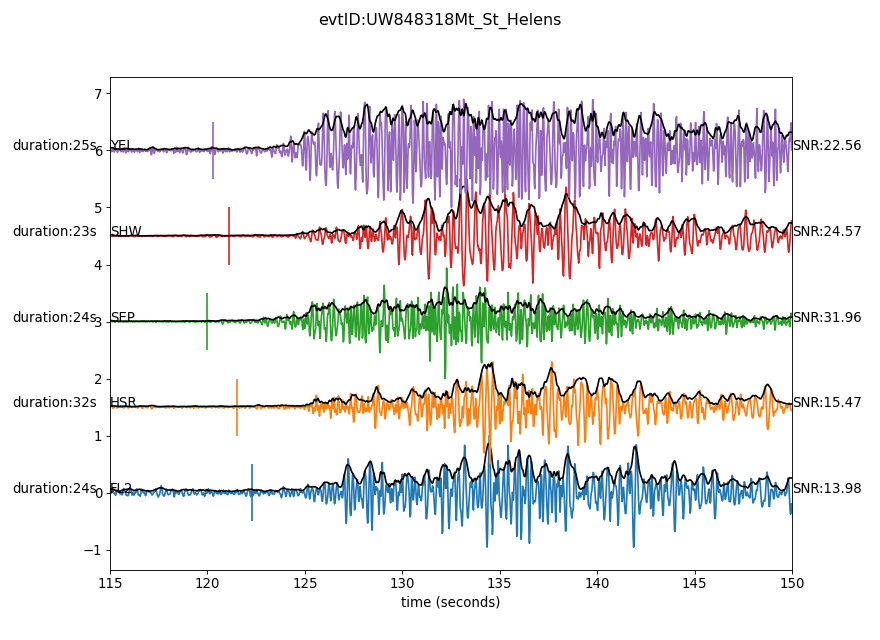 evtID:UW848318Mt_St_Helens
7
duration:25s YEL SNR:22.56
6
5
duration:23s SHW SNR:24.57
4
duration:24s SEP SNR:31.96
3
2
duration:32s HSR SNR:15.47
1
duration:24s FL2 SNR:13.98
0
−1
115 120 125 130 135 140 145 150
time (seconds)